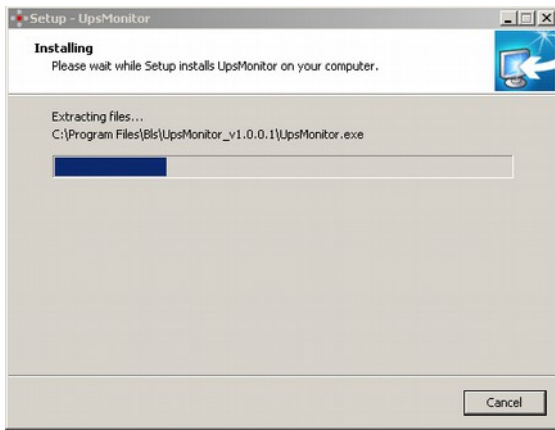 Setup - UpsMonitor
Installing
Please wait while Setup installs UpsMonitor on your computer.
Extracting files...
C:\Program Files\Bls\UpsMonitor_v1.0.0.1\UpsMonitor.exe
Cancel